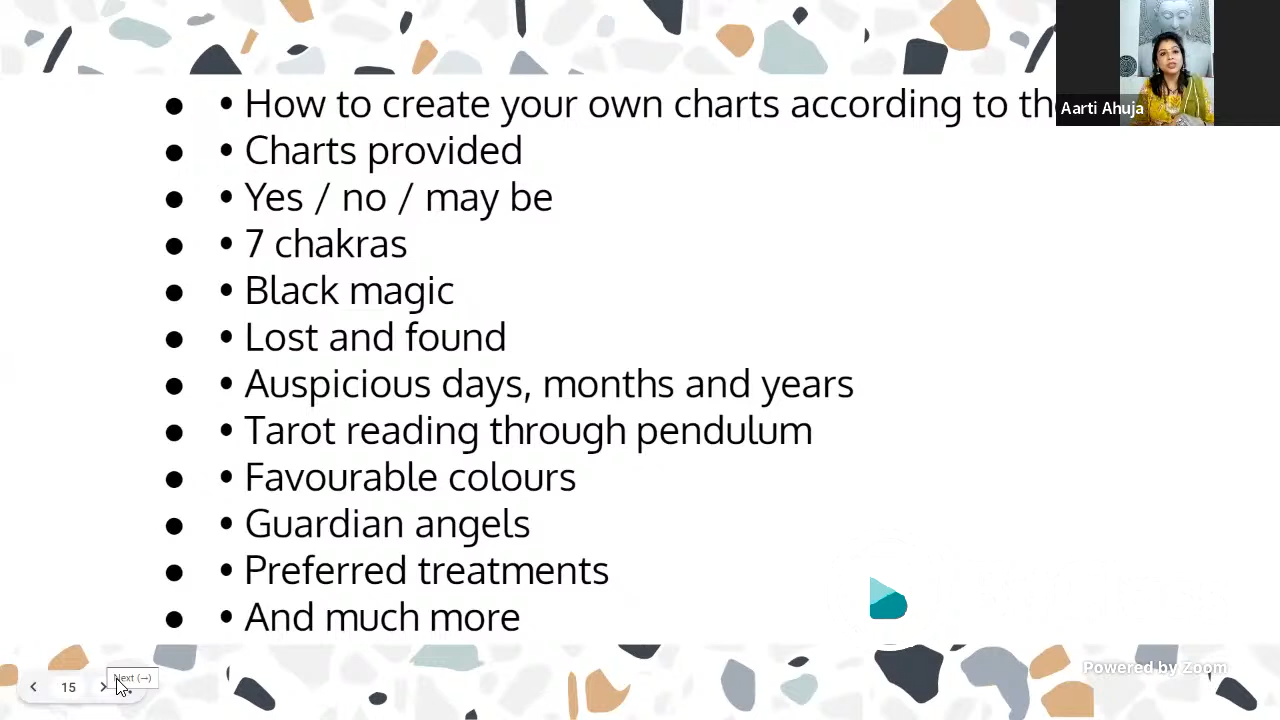 • • How to create your own charts according to the
• • Charts provided
• • Yes / no / may be
• • 7 chakras
• • Black magic
• • Lost and found
• • Auspicious days, months and years
• • Tarot reading through pendulum
• • Favourable colours
• • Guardian angels
• • Preferred treatments
• • And much more
Aarti Ahuja
15
Next (→)
Powered by Zoom